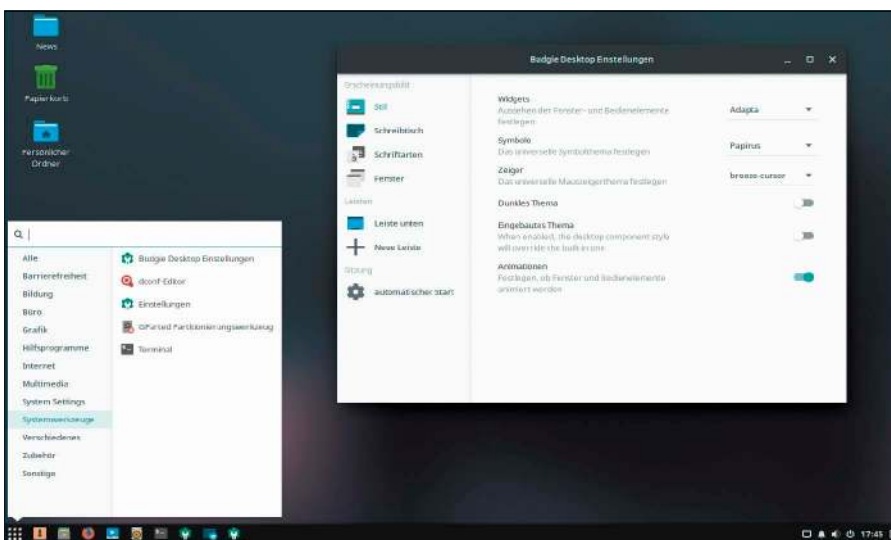 News
Papierkorb
Persönlicher
Ordner
Alle
Barrierefreiheit
Bildung
Büro
Grafik
Hilfsprogramme
Internet
Multimedia
System Settings
Systemwerkzeuge
Verschiedenes
Zubehör
Sonstige
Budgie Desktop Einstellungen
dconf-Editor
Einstellungen
GParted Partitionierungswerkzeug
Terminal
Budgie Desktop Einstellungen
Erscheinungsbild
Stil
Schreibtisch
Schriftarten
Fenster
Leisten
Leiste unten
Neue Leiste
Sitzung
automatischer Start
Widgets
Aussehen der Fenster- und Bedienelemente
festlegen
Adapta
Symbole
Das universelle Symbolthema festlegen
Papirus
Zeiger
Das universelle Mauszeigerthema festlegen
breeze-cursor
Dunkles Thema
Eingebautes Thema
When enabled, the desktop component style
will override the built-in one
Animationen
Festlegen, ob Fenster und Bedienelemente
animiert werden
17:45